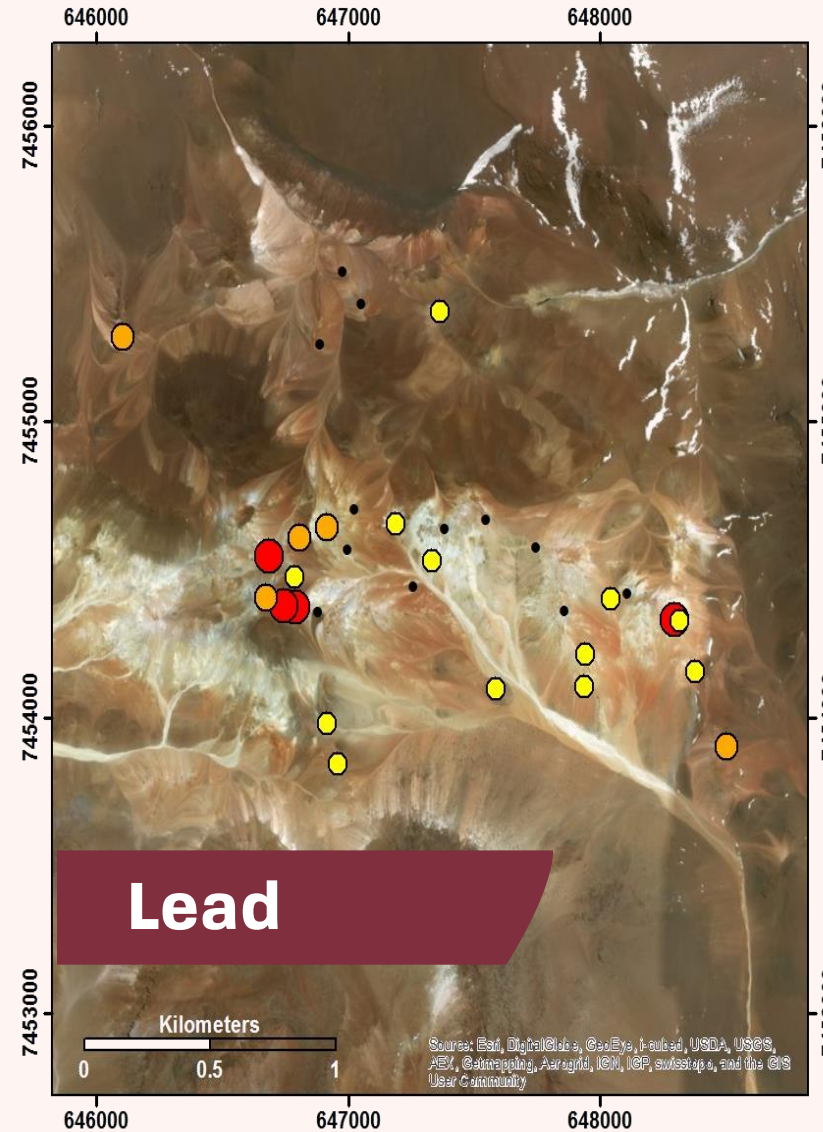 646000 647000 648000
7456000
7455000
7454000
7453000
Lead
Kilometers
0 0.5 1
Source: Esri, DigitalGlobe, GeoEye, i-cubed, USDA, USGS,
AEX, Getmapping, Aerogrid, IGN, IGP, swisstopo, and the GIS
User Community
646000 647000 648000